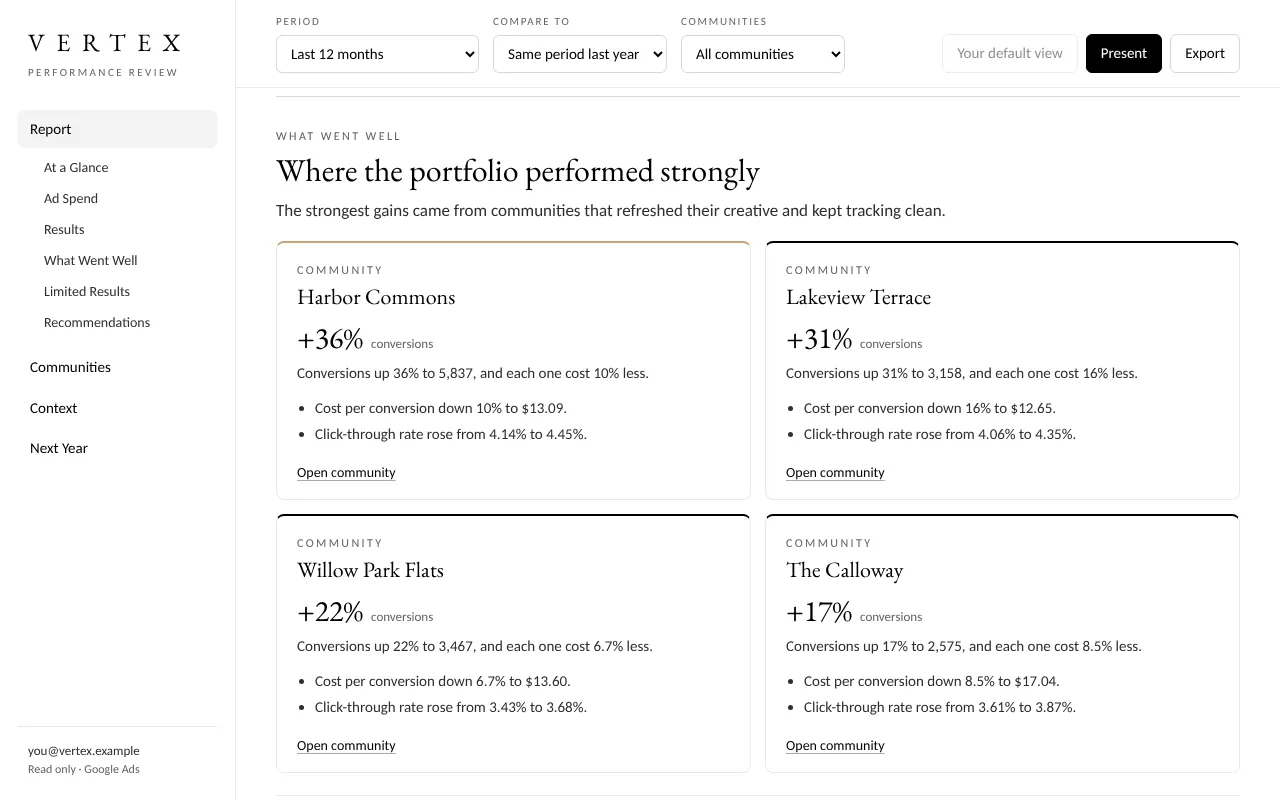 VERTEX
PERFORMANCE REVIEW
Report
At a Glance
Ad Spend
Results
What Went Well
Limited Results
Recommendations
Communities
Context
Next Year
you@vertex.example
Read only · Google Ads
PERIOD
Last 12 months
COMPARE TO
Same period last year
COMMUNITIES
All communities
Your default view
Present
Export
WHAT WENT WELL
Where the portfolio performed strongly
The strongest gains came from communities that refreshed their creative and kept tracking clean.
COMMUNITY
Harbor Commons
+36% conversions
Conversions up 36% to 5,837, and each one cost 10% less.
• Cost per conversion down 10% to $13.09.
• Click-through rate rose from 4.14% to 4.45%.
Open community
COMMUNITY
Lakeview Terrace
+31% conversions
Conversions up 31% to 3,158, and each one cost 16% less.
• Cost per conversion down 16% to $12.65.
• Click-through rate rose from 4.06% to 4.35%.
Open community
COMMUNITY
Willow Park Flats
+22% conversions
Conversions up 22% to 3,467, and each one cost 6.7% less.
• Cost per conversion down 6.7% to $13.60.
• Click-through rate rose from 3.43% to 3.68%.
Open community
COMMUNITY
The Calloway
+17% conversions
Conversions up 17% to 2,575, and each one cost 8.5% less.
• Cost per conversion down 8.5% to $17.04.
• Click-through rate rose from 3.61% to 3.87%.
Open community